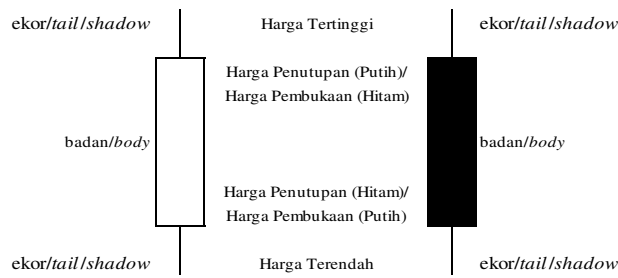 ekor/tail/shadow Harga Tertinggi ekor/tail/shadow
Harga Penutupan (Putih)/
Harga Pembukaan (Hitam)
badan/body badan/body
Harga Penutupan (Hitam)/
Harga Pembukaan (Putih)
ekor/tail/shadow Harga Terendah ekor/tail/shadow